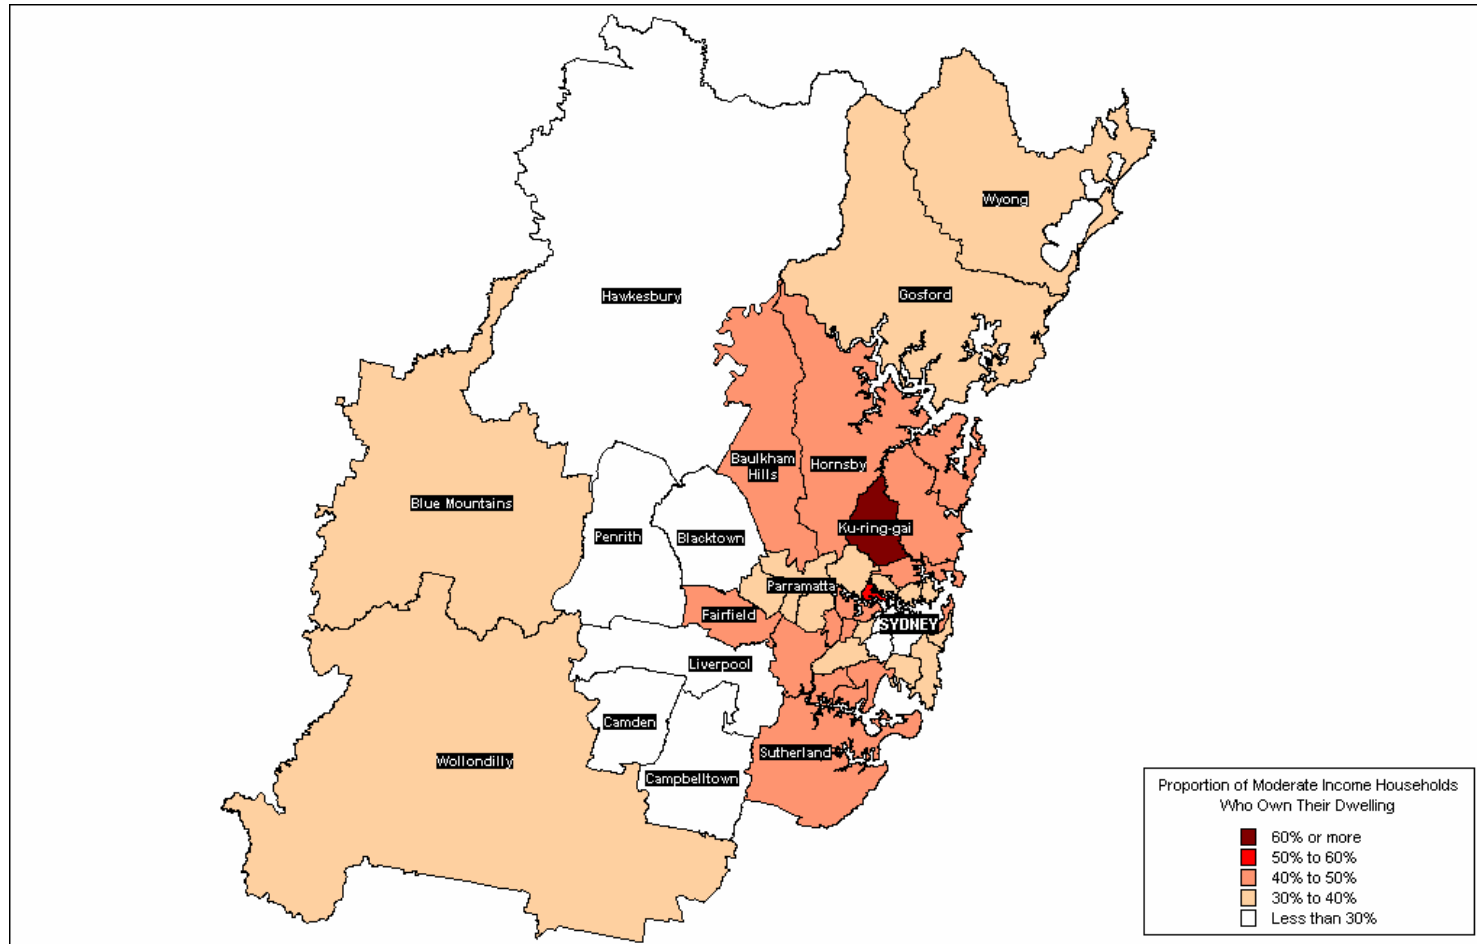 Wyong
Hawkesbury
Gosford
Baulkham
Hills
Hornsby
Blue Mountains
Ku-ring-gai
Penrith
Blacktown
Parramatta
Fairfield
SYDNEY
Liverpool
Camden
Sutherland
Wollondilly
Campbelltown
Proportion of Moderate Income Households
Who Own Their Dwelling
60% or more
50% to 60%
40% to 50%
30% to 40%
Less than 30%